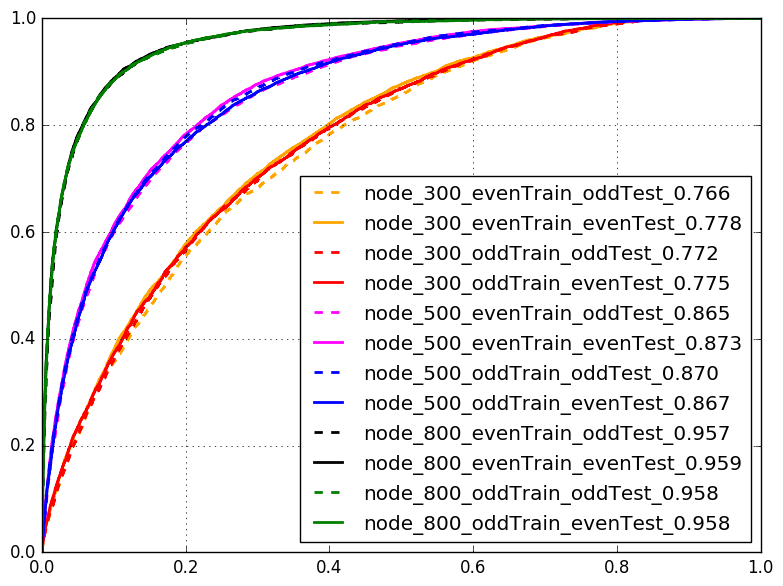 1.0
0.8
0.6
0.4
0.2
0.0
node_300_evenTrain_oddTest_0.766
node_300_evenTrain_evenTest_0.778
node_300_oddTrain_oddTest_0.772
node_300_oddTrain_evenTest_0.775
node_500_evenTrain_oddTest_0.865
node_500_evenTrain_evenTest_0.873
node_500_oddTrain_oddTest_0.870
node_500_oddTrain_evenTest_0.867
node_800_evenTrain_oddTest_0.957
node_800_evenTrain_evenTest_0.959
node_800_oddTrain_oddTest_0.958
node_800_oddTrain_evenTest_0.958
0.0 0.2 0.4 0.6 0.8 1.0